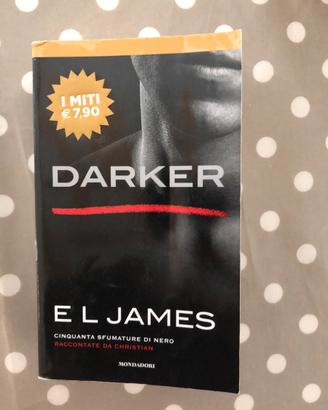 I MITI
€ 7,90
DARKER
E L JAMES
CINQUANTA SFUMATURE DI NERO
RACCONTATE DA CHRISTIAN
MONDADORI